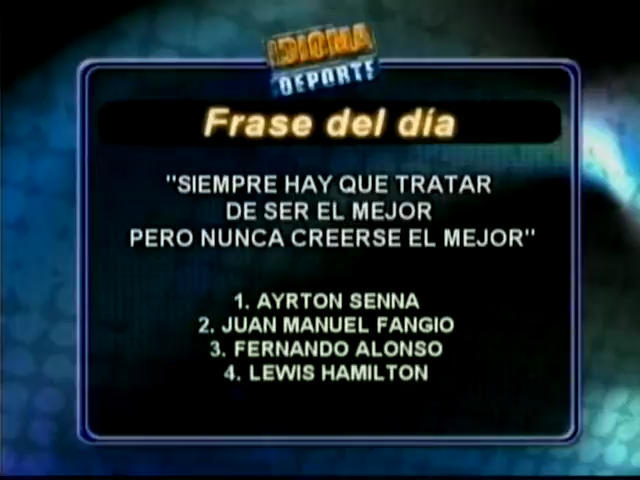 IDIOMA
DEPORTE
Frase del día
"SIEMPRE HAY QUE TRATAR
DE SER EL MEJOR
PERO NUNCA CREERSE EL MEJOR"
1. AYRTON SENNA
2. JUAN MANUEL FANGIO
3. FERNANDO ALONSO
4. LEWIS HAMILTON